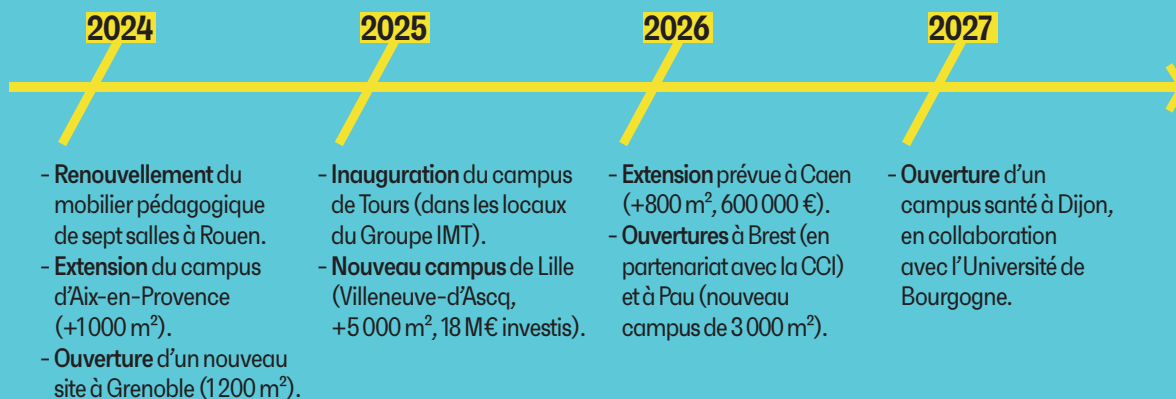 2024
- Renouvellement du
mobilier pédagogique
de sept salles à Rouen.
- Extension du campus
d’Aix-en-Provence
(+1 000 m²).
- Ouverture d’un nouveau
site à Grenoble (1 200 m²).
2025
- Inauguration du campus
de Tours (dans les locaux
du Groupe IMT).
- Nouveau campus de Lille
(Villeneuve-d’Ascq,
+5 000 m², 18 M€ investis).
2026
- Extension prévue à Caen
(+800 m², 600 000 €).
- Ouvertures à Brest (en
partenariat avec la CCI)
et à Pau (nouveau
campus de 3 000 m²).
2027
- Ouverture d’un
campus santé à Dijon,
en collaboration
avec l’Université de
Bourgogne.